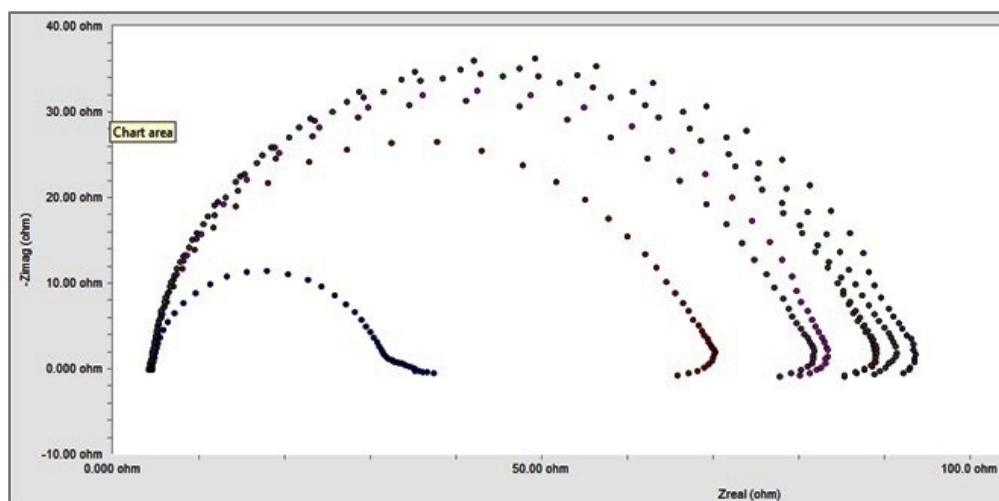 40.00 ohm
30.00 ohm
Chart area
20.00 ohm
-Zimag (ohm)
10.00 ohm
0.000 ohm
-10.00 ohm
0.000 ohm
50.00 ohm
100.0 ohm
Zreal (ohm)